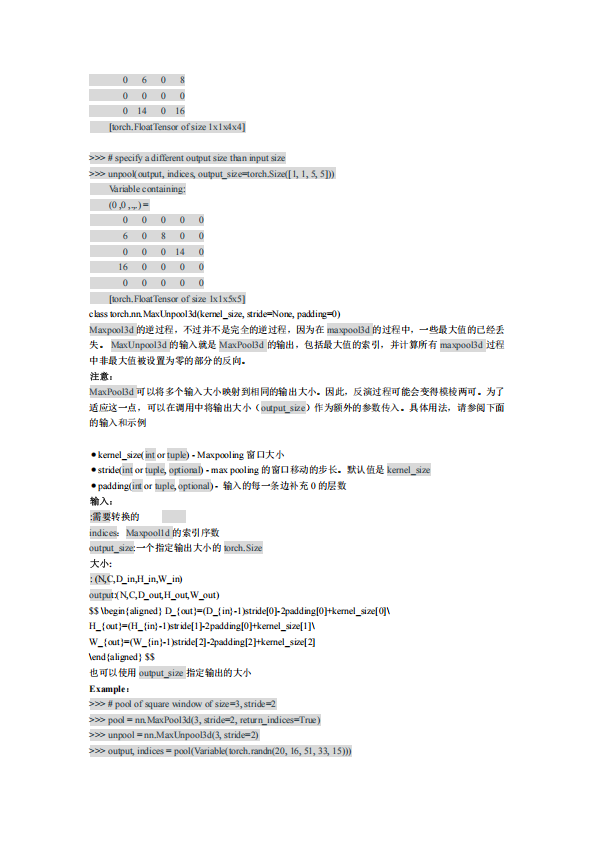 0 6 0 8
0 0 0 0
0 14 0 16
[torch.FloatTensor of size 1x1x4x4]
>>> # specify a different output size than input size
>>> unpool(output, indices, output_size=torch.Size([1, 1, 5, 5]))
Variable containing:
(0 ,0 ,.,.) =
0 0 0 0 0
6 0 8 0 0
0 0 0 14 0
16 0 0 0 0
0 0 0 0 0
[torch.FloatTensor of size 1x1x5x5]
class torch.nn.MaxUnpool3d(kernel_size, stride=None, padding=0)
Maxpool3d 的逆过程，不过并不是完全的逆过程，因为在 maxpool3d 的过程中，一些最大值的已经丢
失。 MaxUnpool3d 的输入就是 MaxPool3d 的输出，包括最大值的索引，并计算所有 maxpool3d 过程
中非最大值被设置为零的部分的反向。
注意：
MaxPool3d 可以将多个输入大小映射到相同的输出大小。因此，反演过程可能会变得模棱两可。为了
适应这一点，可以在调用中将输出大小（output_size）作为额外的参数传入。具体用法，请参阅下面
的输入和示例
●kernel_size(int or tuple) - Maxpooling 窗口大小
●stride(int or tuple, optional) - max pooling 的窗口移动的步长。默认值是 kernel_size
●padding(int or tuple, optional) - 输入的每一条边补充 0 的层数
输入：
:需要转换的
indices：Maxpool1d 的索引序数
output_size:一个指定输出大小的 torch.Size
大小：
: (N,C,D_in,H_in,W_in)
output:(N,C,D_out,H_out,W_out)
$$ \begin{aligned} D_{out}=(D_{in}-1)stride[0]-2padding[0]+kernel_size[0]\
H_{out}=(H_{in}-1)stride[1]-2padding[0]+kernel_size[1]\
W_{out}=(W_{in}-1)stride[2]-2padding[2]+kernel_size[2]
\end{aligned} $$
也可以使用 output_size 指定输出的大小
Example：
>>> # pool of square window of size=3, stride=2
>>> pool = nn.MaxPool3d(3, stride=2, return_indices=True)
>>> unpool = nn.MaxUnpool3d(3, stride=2)
>>> output, indices = pool(Variable(torch.randn(20, 16, 51, 33, 15)))